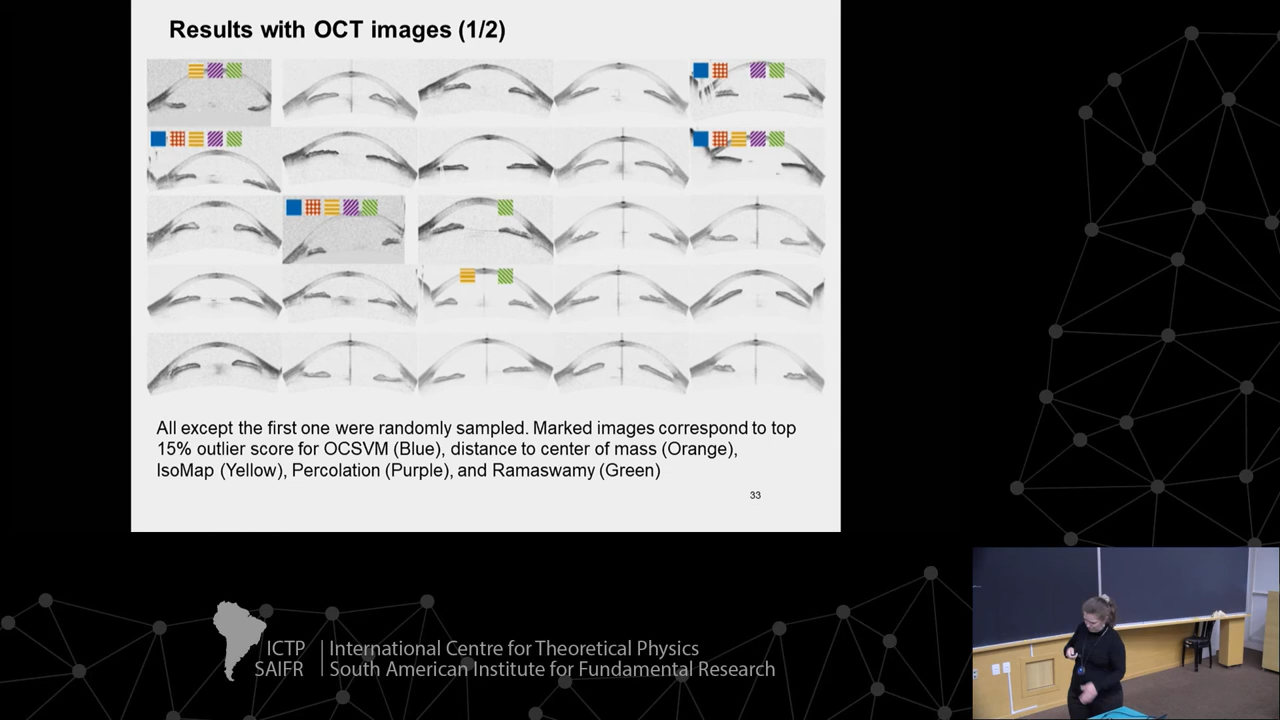 Results with OCT images (1/2)
All except the first one were randomly sampled. Marked images correspond to top
15% outlier score for OCSVM (Blue), distance to center of mass (Orange),
IsoMap (Yellow), Percolation (Purple), and Ramaswamy (Green)
33
ICTP
SAIFR
International Centre for Theoretical Physics
South American Institute for Fundamental Research